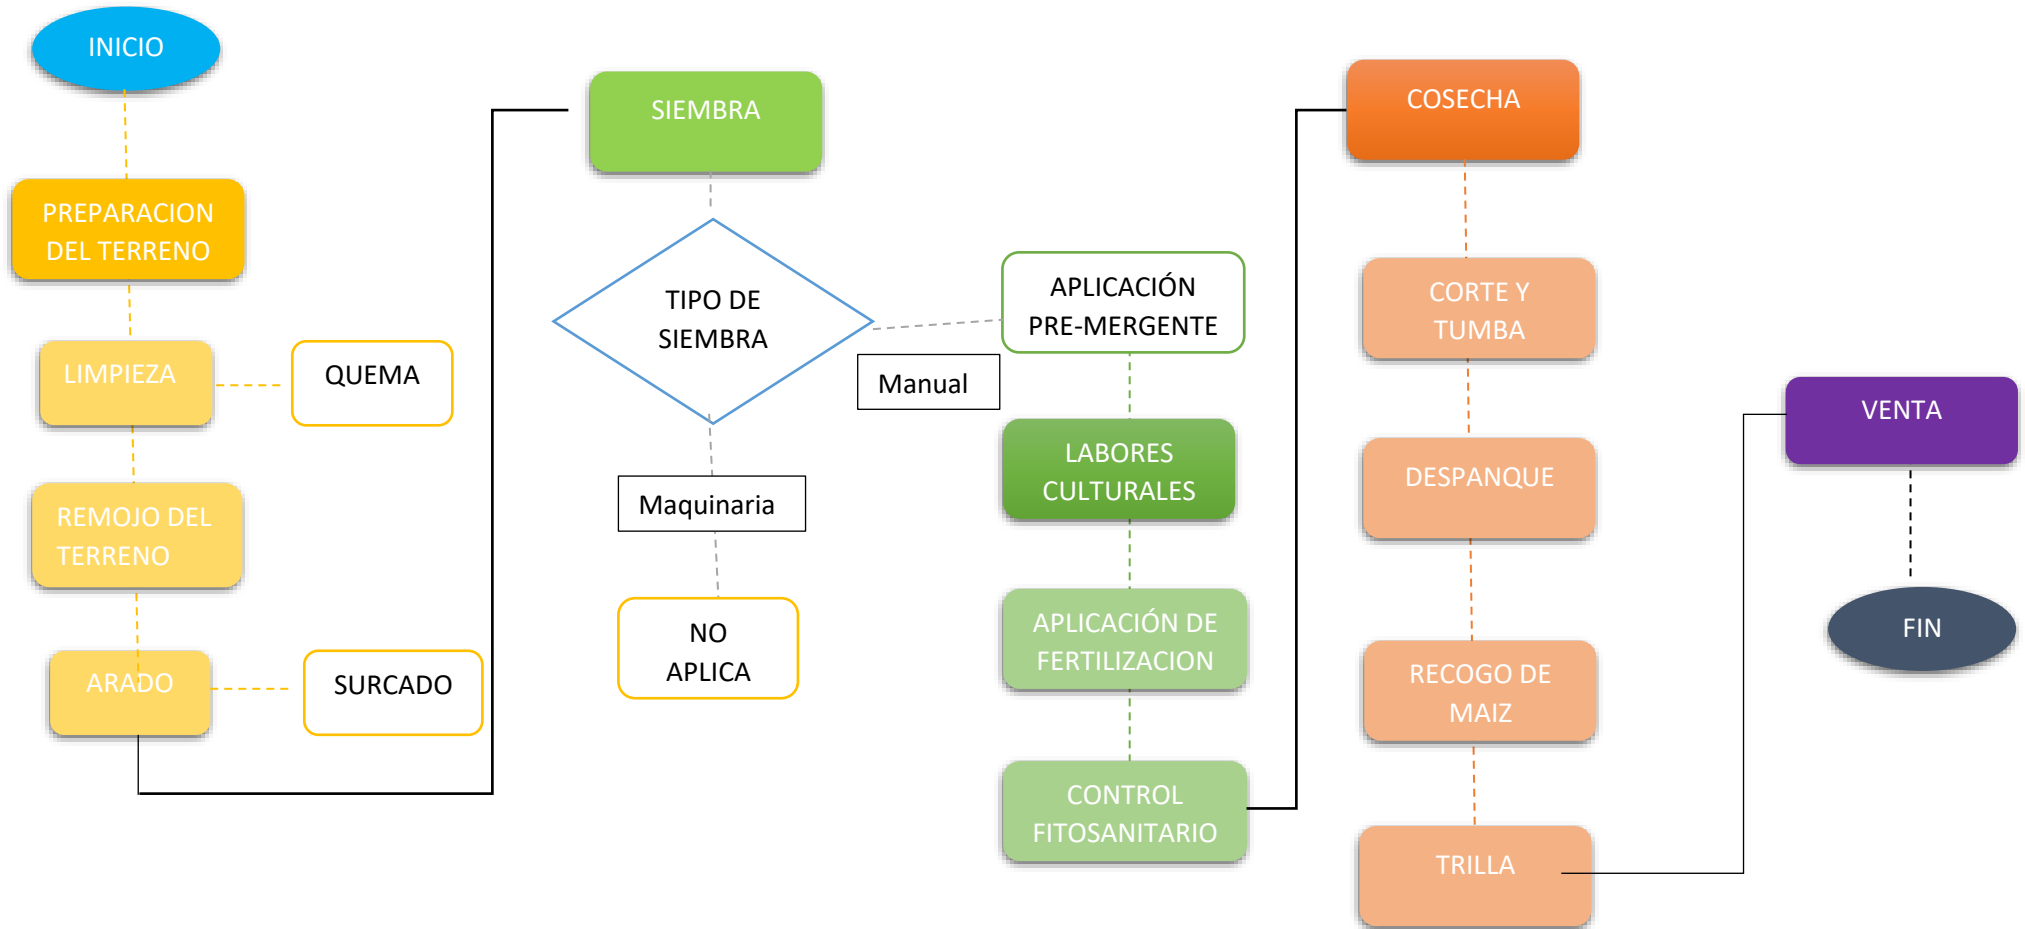 INICIO
PREPARACION
DEL TERRENO
LIMPIEZA
QUEMA
REMOJO DEL
TERRENO
ARADO
SURCADO
SIEMBRA
TIPO DE
SIEMBRA
Manual
Maquinaria
NO
APLICA
APLICACIÓN
PRE-MERGENTE
LABORES
CULTURALES
APLICACIÓN DE
FERTILIZACION
CONTROL
FITOSANITARIO
COSECHA
CORTE Y
TUMBA
DESPANQUE
RECOGO DE
MAIZ
TRILLA
VENTA
FIN